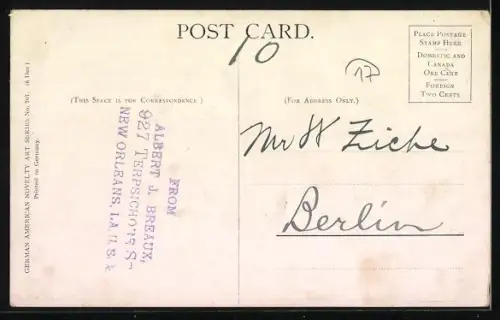 POST CARD.
10
17
PLACE POSTAGE
STAMP HERE
DOMESTIC AND
CANADA
ONE CENT
FOREIGN
TWO CENTS
(THIS SPACE IS FOR CORRESPONDENCE)
(FOR ADDRESS ONLY.)
Mr W Ziche
Berlin
FROM
ALBERT J. BREAUX,
927 TERPSICHORE S
NEW ORLEANS, LA. U.S.A
GERMAN AMERICAN NOVELTY ART SERIES No.
Printed in Germany.